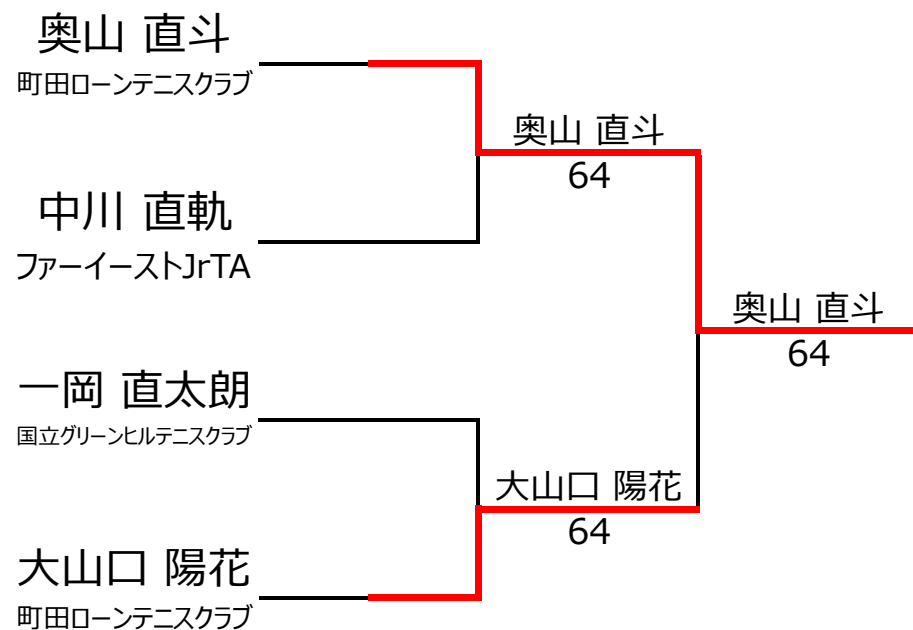 奥山 直斗
町田ローンテニスクラブ
奥山 直斗
64
中川 直軌
ファーイーストJrTA
奥山 直斗
64
一岡 直太朗
国立グリーンヒルテニスクラブ
大山口 陽花
64
大山口 陽花
町田ローンテニスクラブ